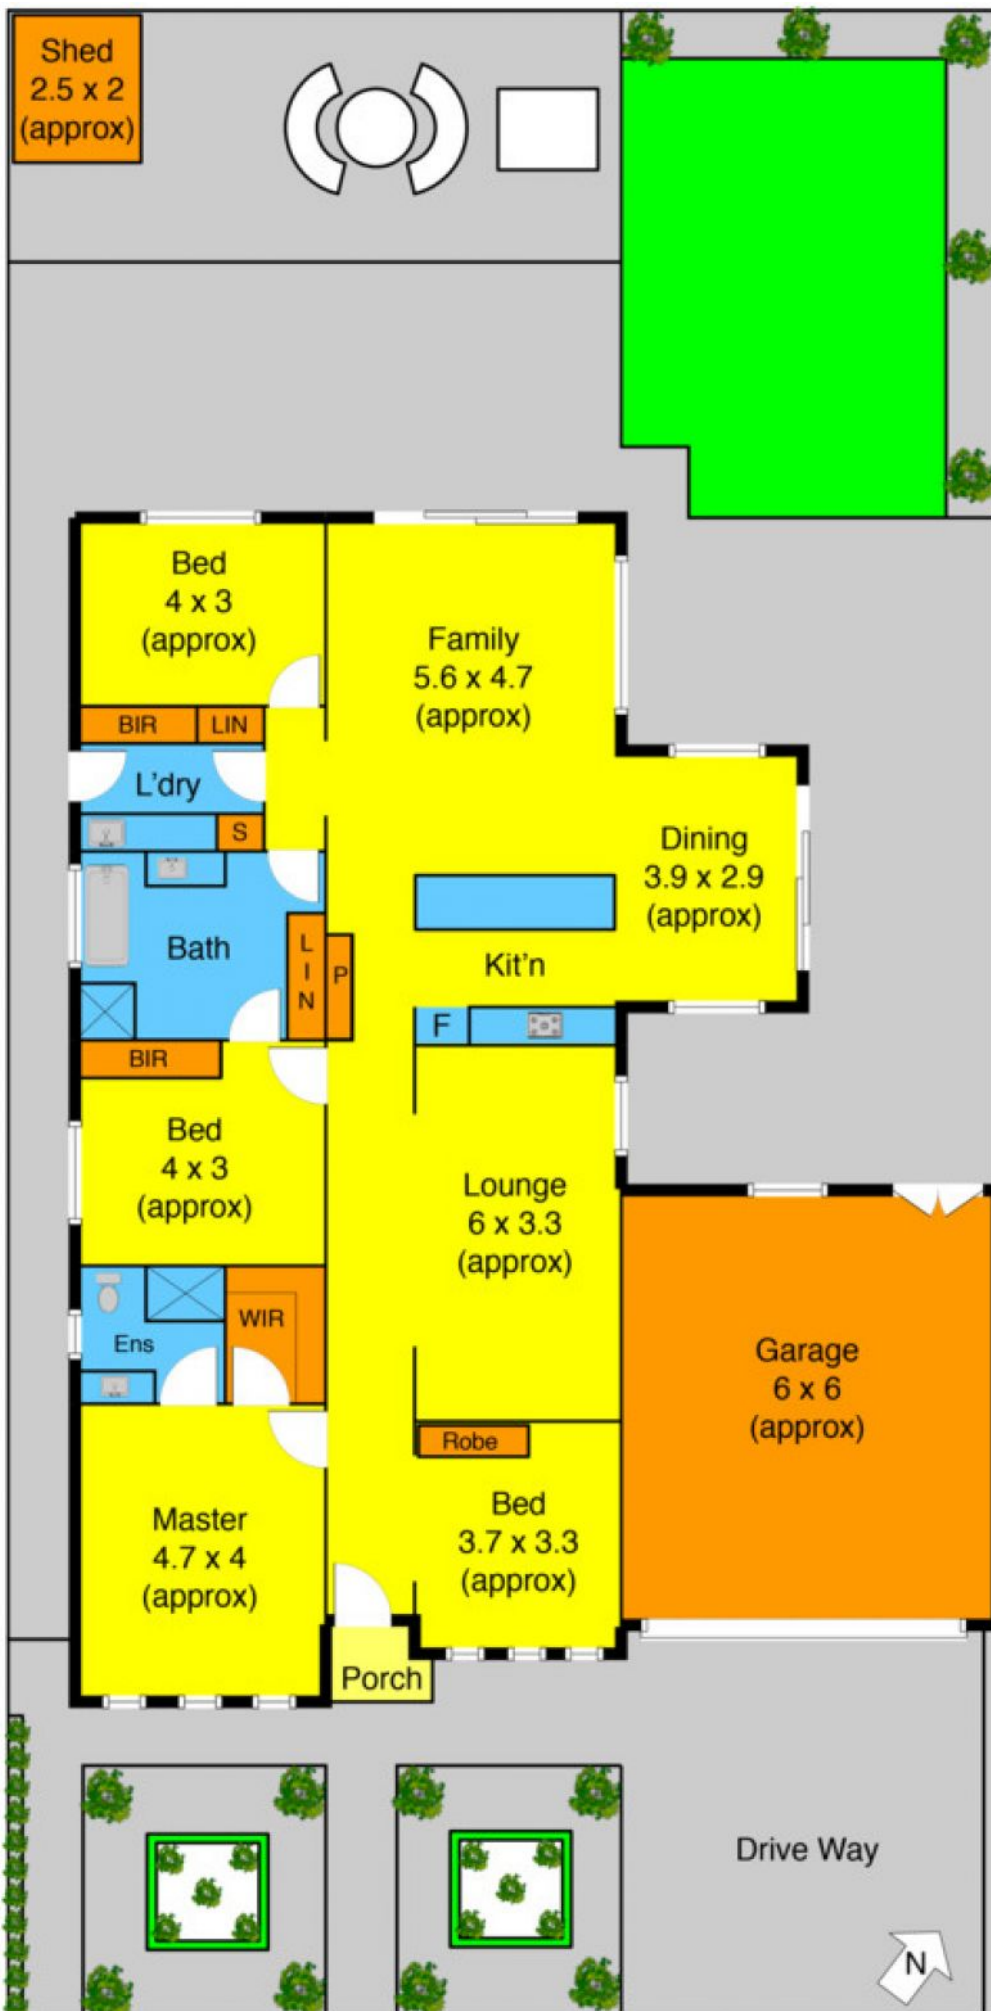 Shed
2.5 x 2
(approx)
Bed
4 x 3
(approx)
Family
5.6 x 4.7
(approx)
BIR
LIN
L'dry
S
Dining
3.9 x 2.9
(approx)
Bath
L
I
N
P
Kit'n
F
BIR
Bed
4 x 3
(approx)
Lounge
6 x 3.3
(approx)
WIR
Ens
Garage
6 x 6
(approx)
Robe
Master
4.7 x 4
(approx)
Bed
3.7 x 3.3
(approx)
Porch
Drive Way
N